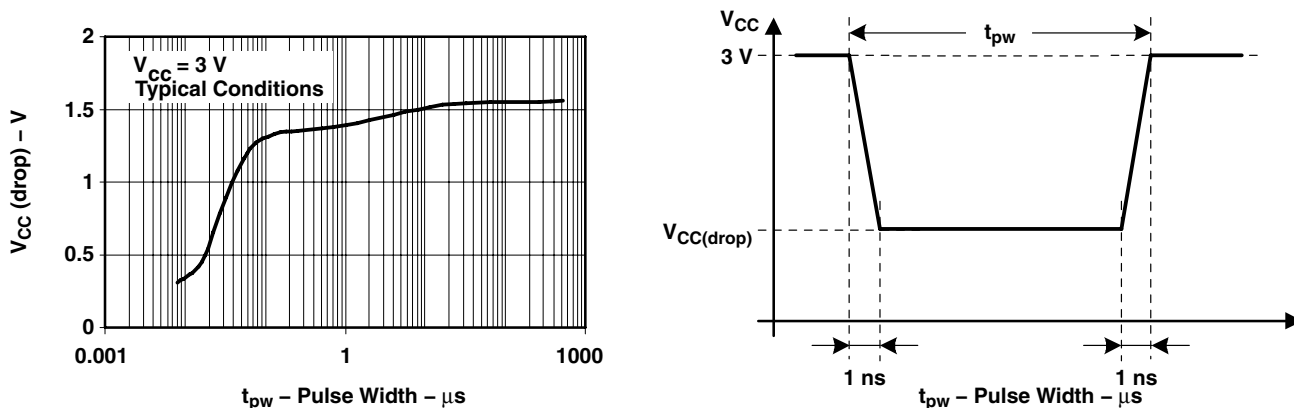 2
V_CC = 3 V
Typical Conditions
1.5
1
0.5
0
V_CC (drop) – V
0.001
1
1000
t_pw – Pulse Width – μs
V_CC
t_pw
3 V
V_CC(drop)
1 ns
1 ns
t_pw – Pulse Width – μs